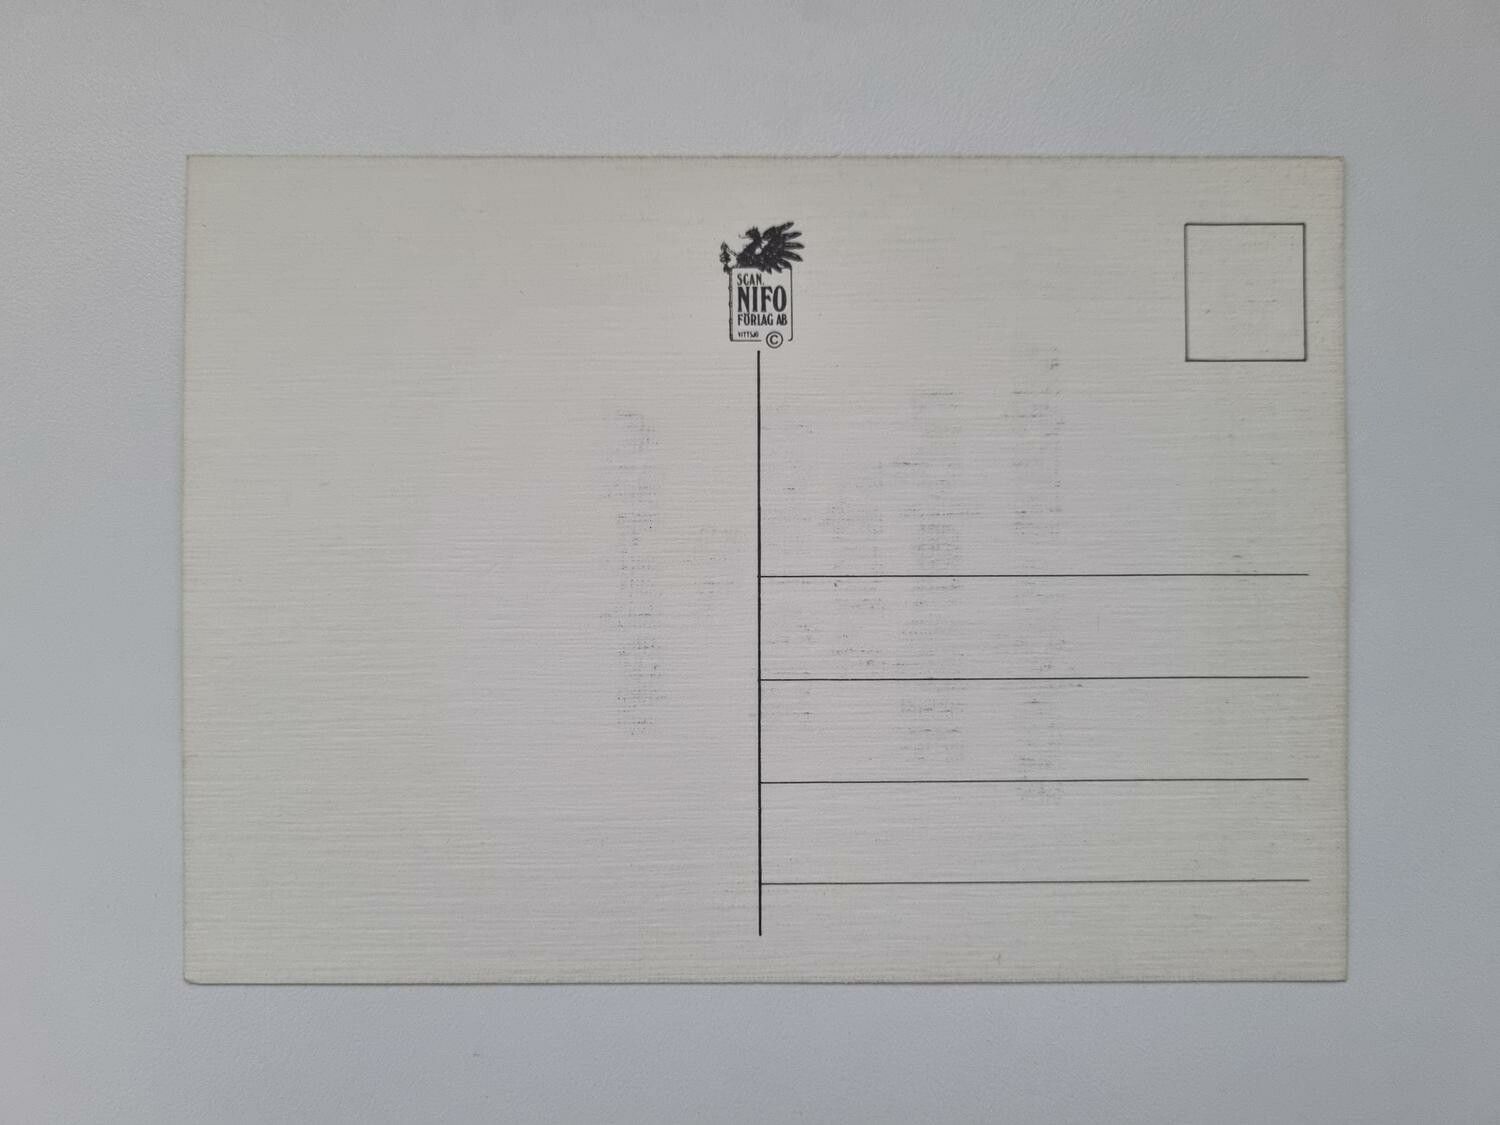 SCAN.
NIFO
FÖRLAG AB
VITTSJÖ ©